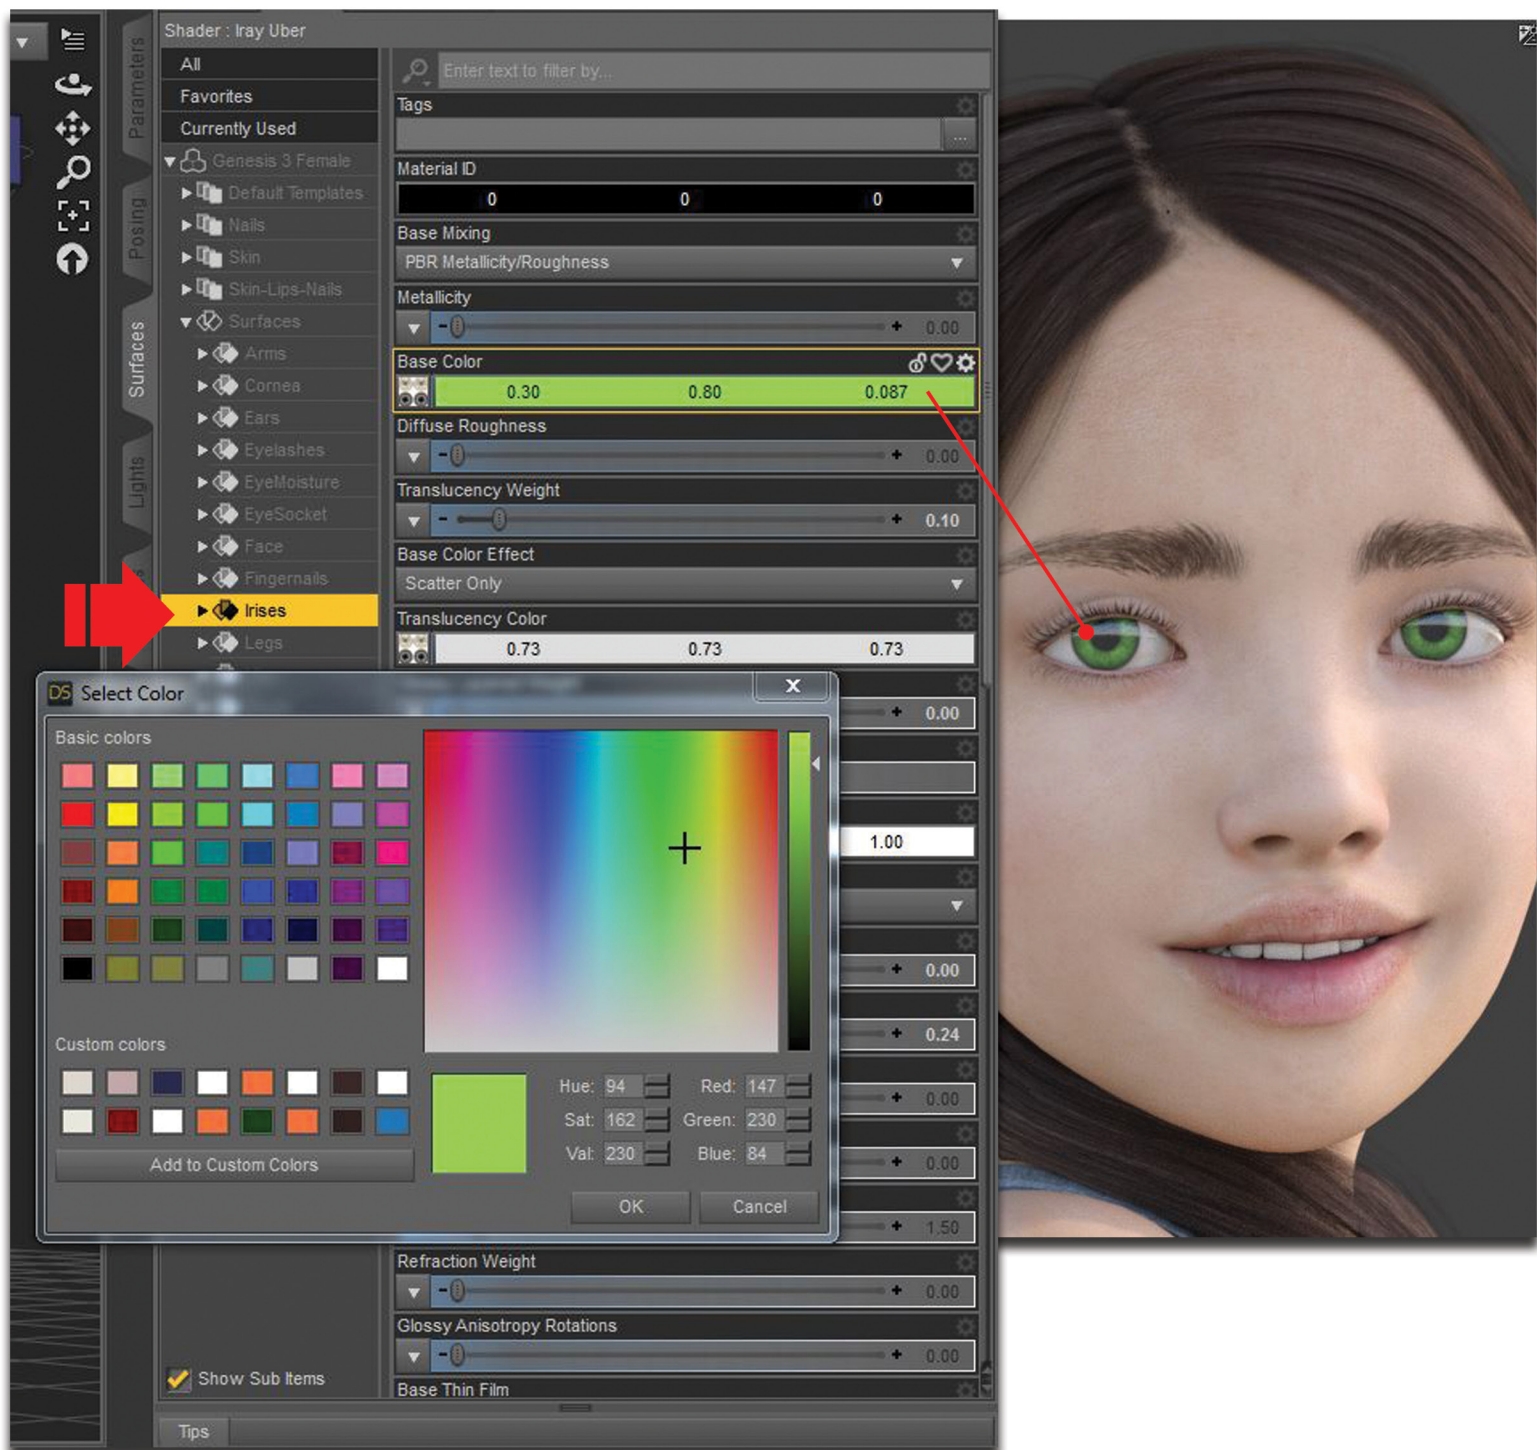 Shader : Iray Uber
Parameters
Posing
Surfaces
Lights
All
Favorites
Currently Used
Genesis 3 Female
Default Templates
Nails
Skin
Skin-Lips-Nails
Surfaces
Arms
Cornea
Ears
Eyelashes
EyeMoisture
EyeSocket
Face
Fingernails
Irises
Legs
Show Sub Items
Tips
Enter text to filter by...
Tags
...
Material ID
0 0 0
Base Mixing
PBR Metallicity/Roughness
Metallicity
- + 0.00
Base Color
0.30 0.80 0.087
Diffuse Roughness
- + 0.00
Translucency Weight
- + 0.10
Base Color Effect
Scatter Only
Translucency Color
0.73 0.73 0.73
+ 0.00
1.00
+ 0.00
+ 0.24
+ 0.00
+ 0.00
+ 1.50
Refraction Weight
- + 0.00
Glossy Anisotropy Rotations
- + 0.00
Base Thin Film
DS Select Color
X
Basic colors
Custom colors
Add to Custom Colors
Hue: 94 Red: 147
Sat: 162 Green: 230
Val: 230 Blue: 84
OK Cancel